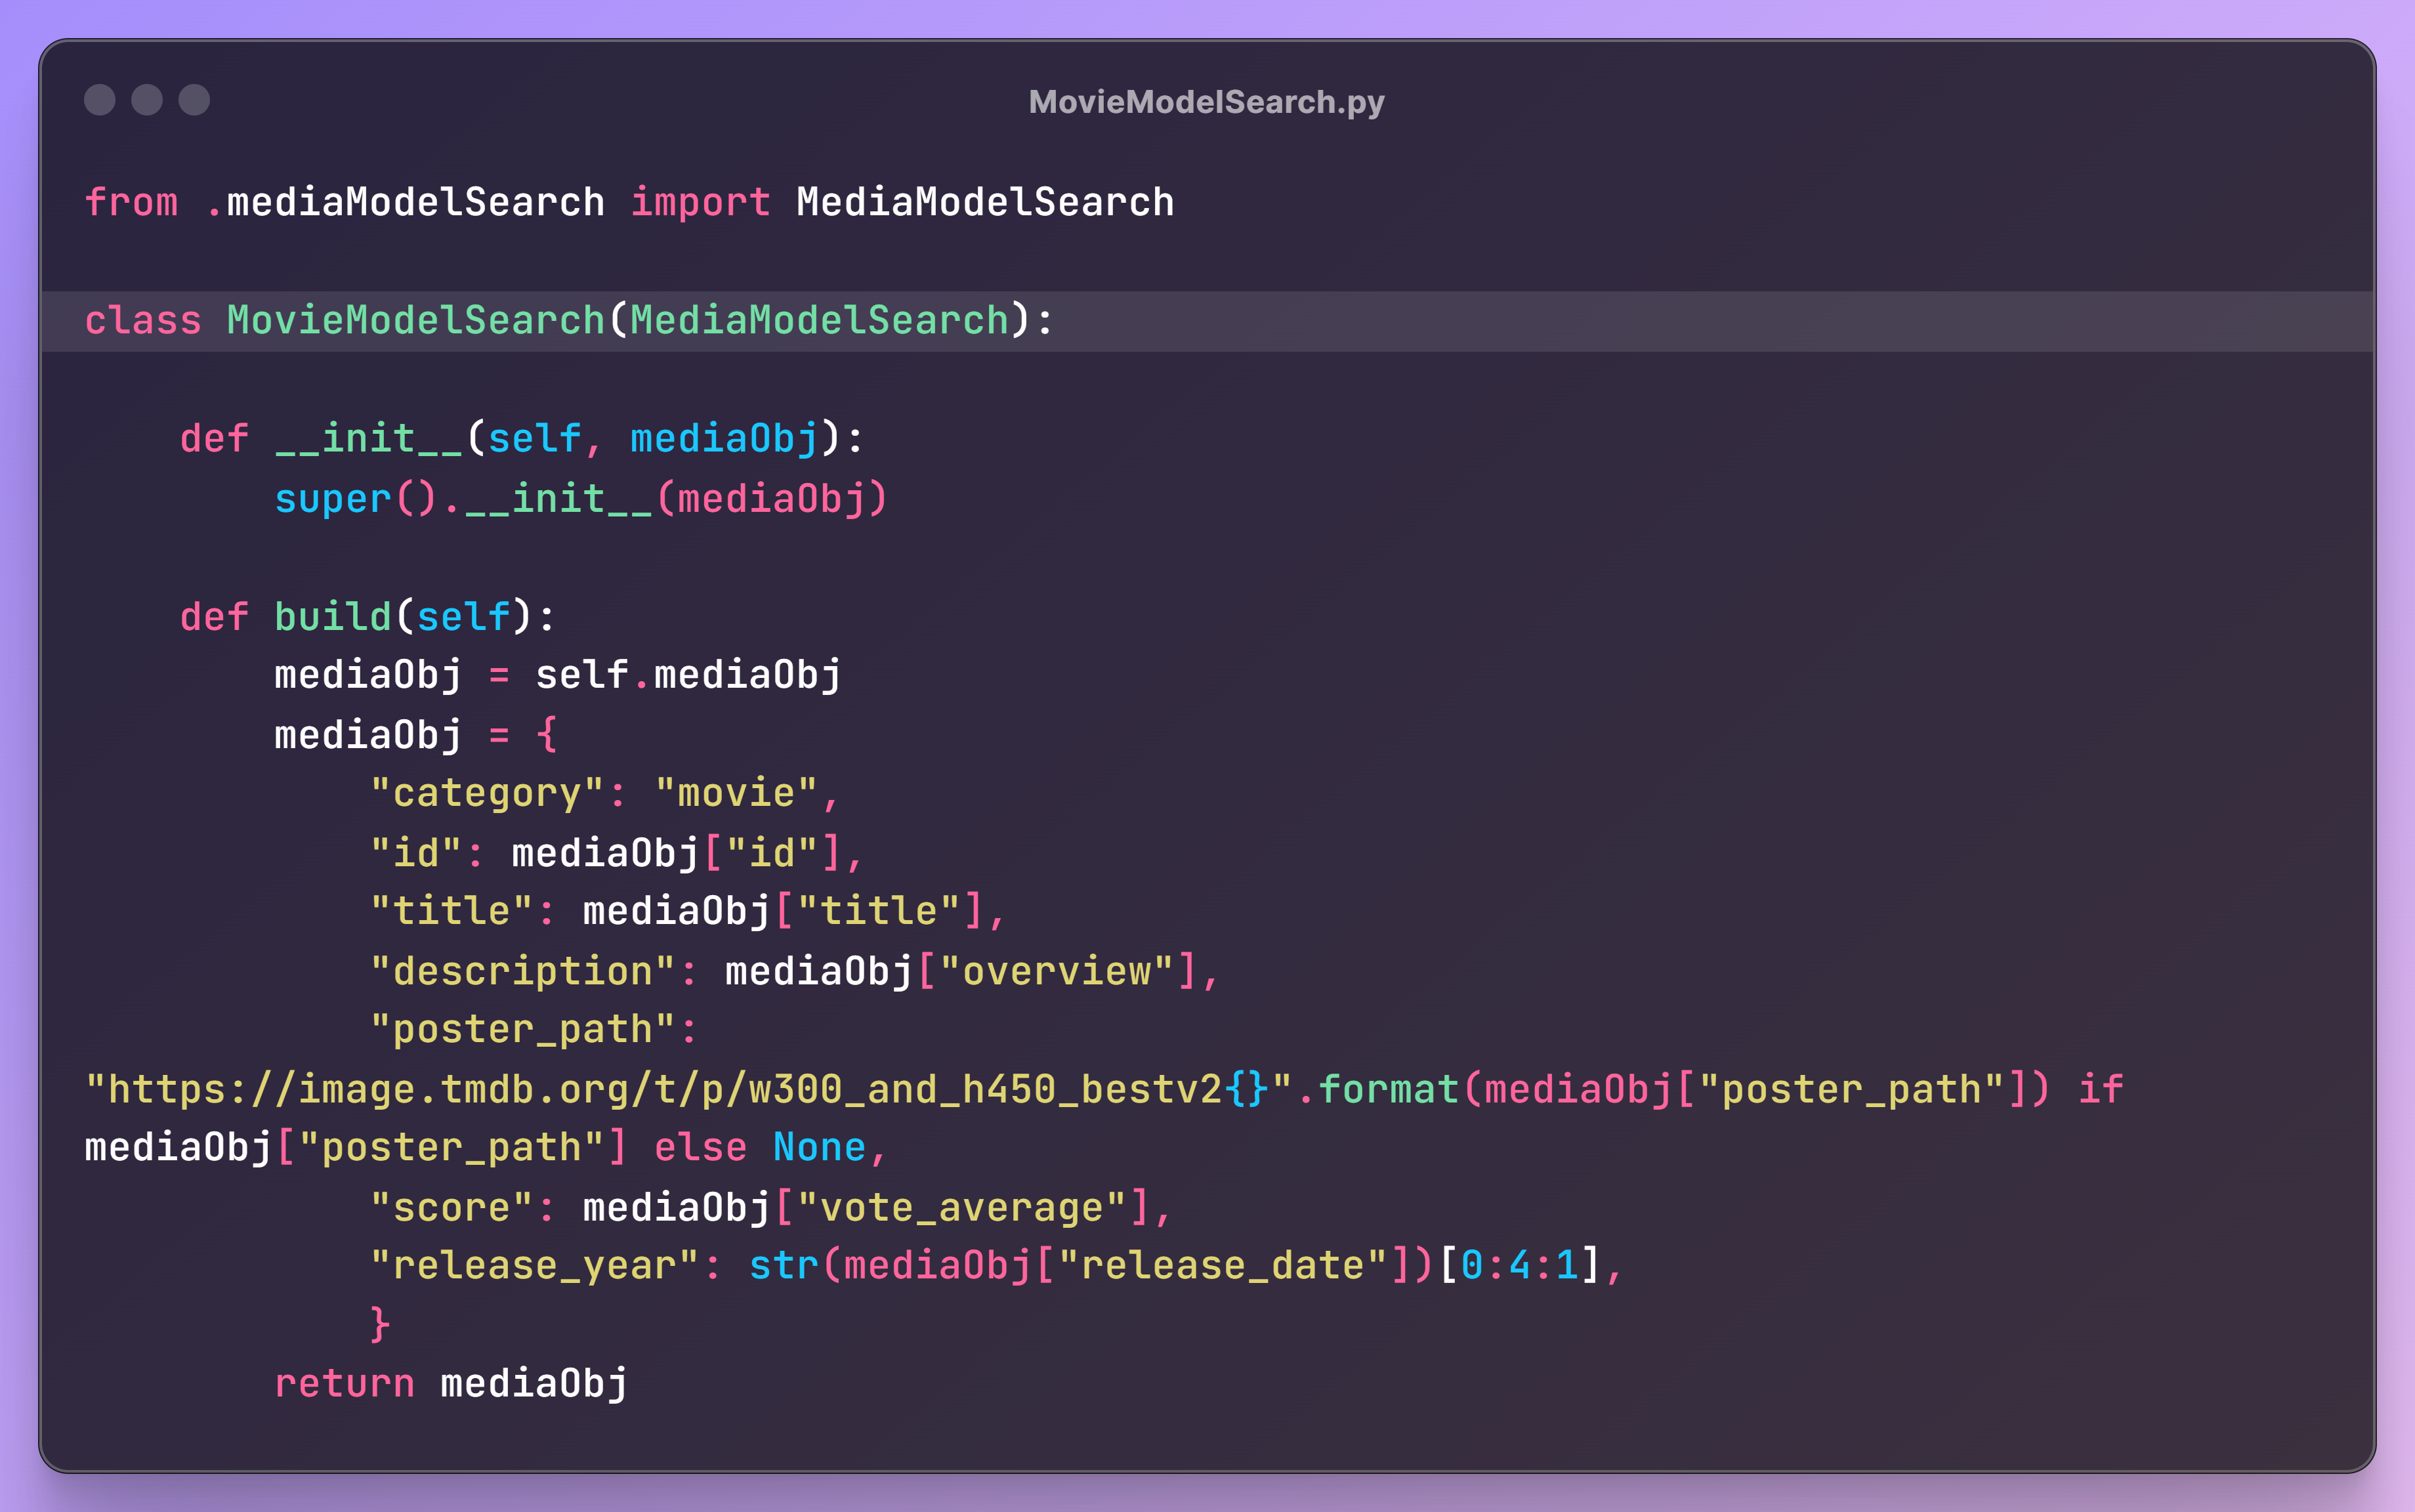 MovieModelSearch.py
from .mediaModelSearch import MediaModelSearch
class MovieModelSearch(MediaModelSearch):
    def __init__(self, mediaObj):
        super().__init__(mediaObj)
    def build(self):
        mediaObj = self.mediaObj
        mediaObj = {
            "category": "movie",
            "id": mediaObj["id"],
            "title": mediaObj["title"],
            "description": mediaObj["overview"],
            "poster_path":
"https://image.tmdb.org/t/p/w300_and_h450_bestv2{}".format(mediaObj["poster_path"]) if
mediaObj["poster_path"] else None,
            "score": mediaObj["vote_average"],
            "release_year": str(mediaObj["release_date"])[0:4:1],
            }
        return mediaObj